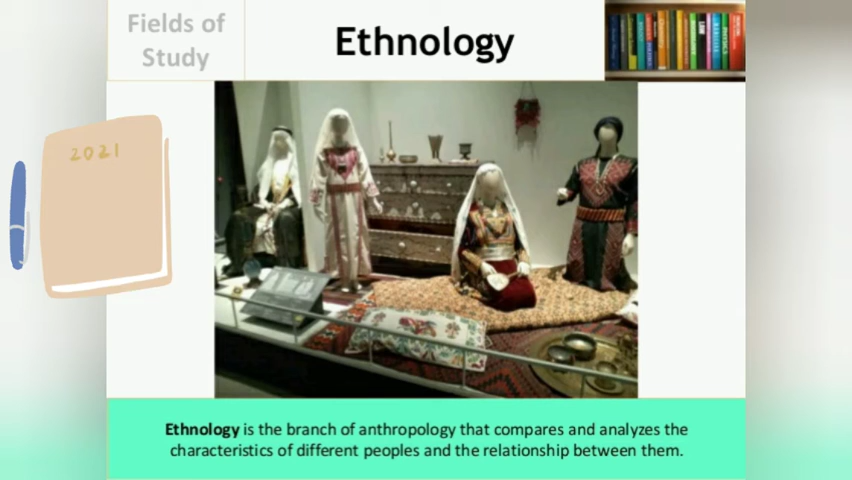 Fields of
Study
Ethnology
2021
Ethnology is the branch of anthropology that compares and analyzes the
characteristics of different peoples and the relationship between them.